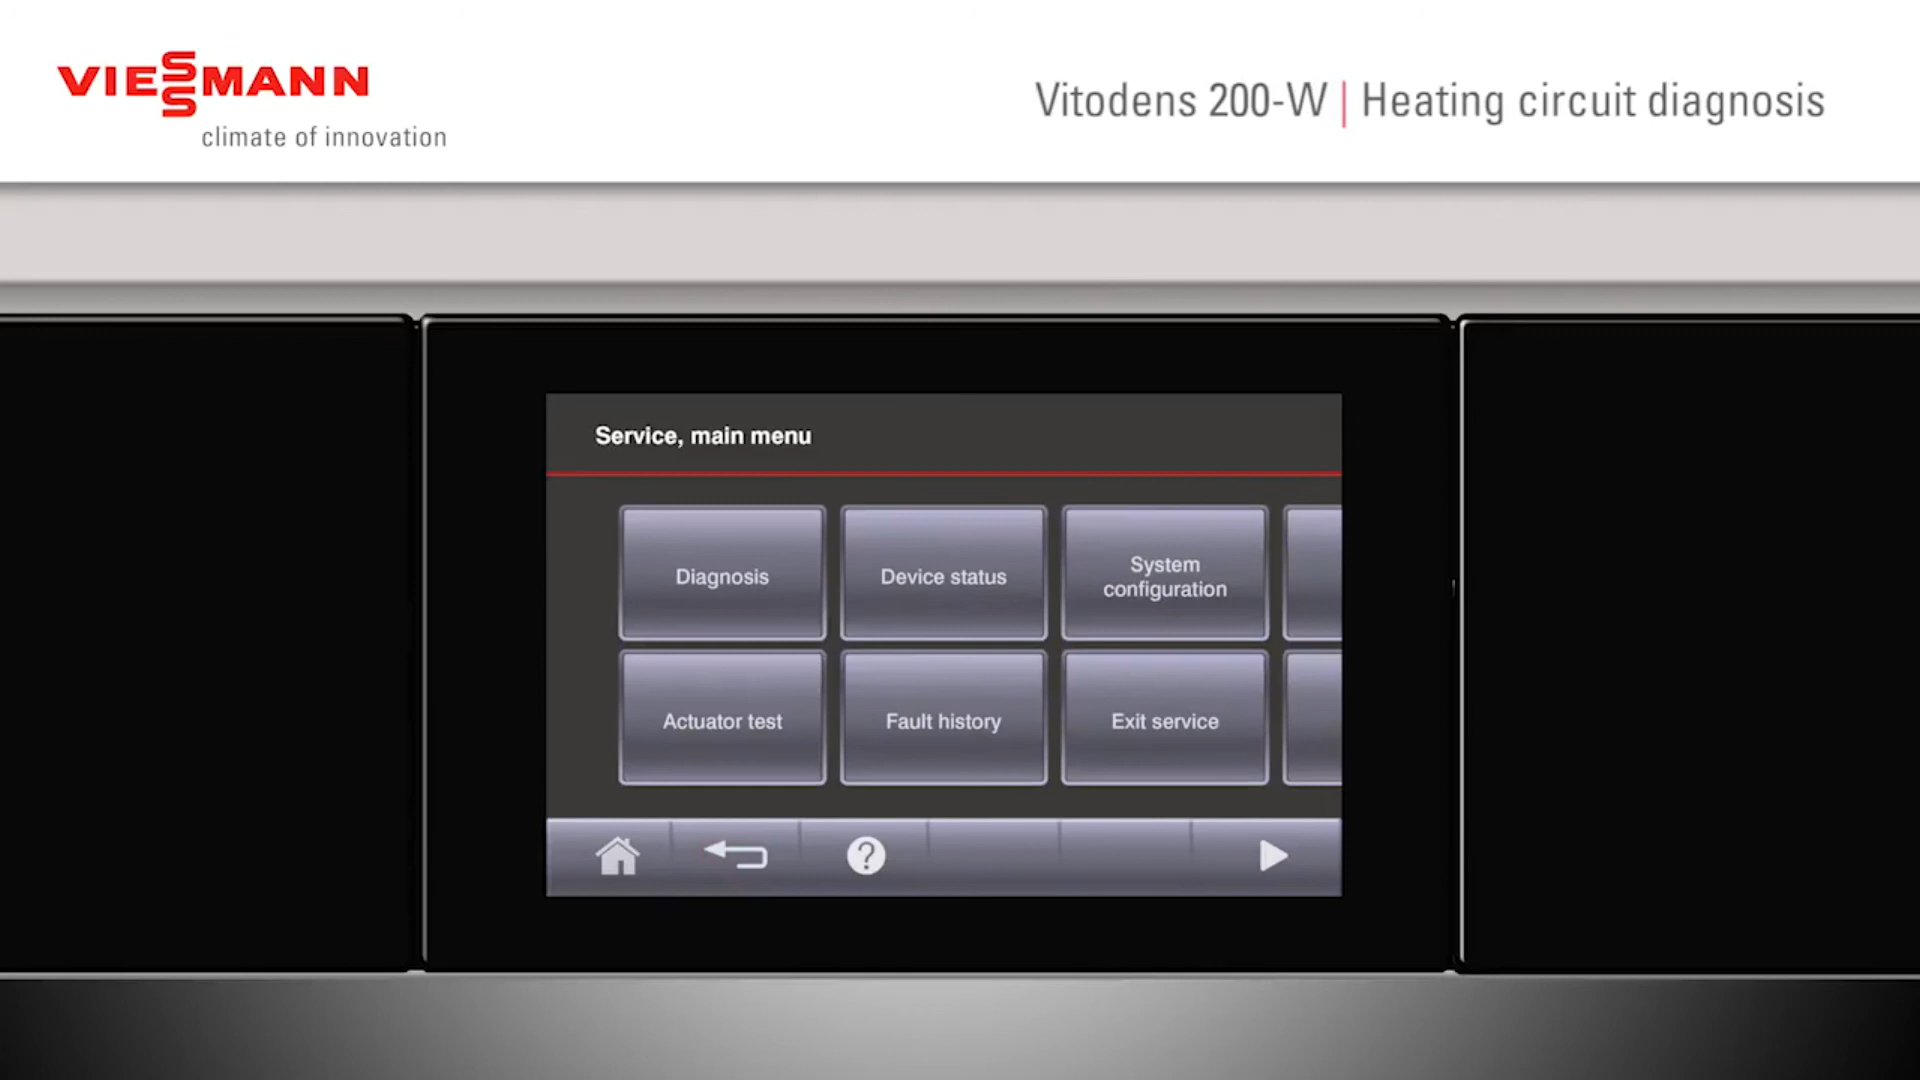 VIESSMANN
climate of innovation
Vitodens 200-W | Heating circuit diagnosis
Service, main menu
Diagnosis
Device status
System
configuration
Actuator test
Fault history
Exit service
?